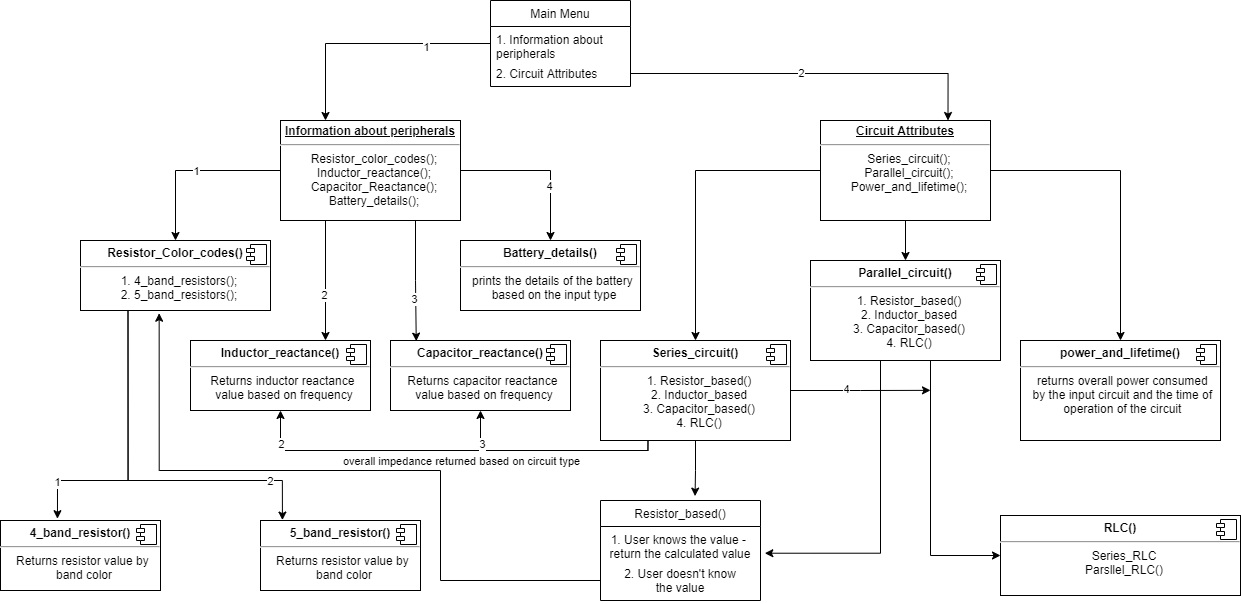 Main Menu
1. Information about
peripherals
2. Circuit Attributes
1
2
Information about peripherals
Resistor_color_codes();
Inductor_reactance();
Capacitor_Reactance();
Battery_details();
Circuit Attributes
Series_circuit();
Parallel_circuit();
Power_and_lifetime();
1
4
2
3
Resistor_Color_codes()
1. 4_band_resistors();
2. 5_band_resistors();
Battery_details()
prints the details of the battery
based on the input type
Parallel_circuit()
1. Resistor_based()
2. Inductor_based
3. Capacitor_based()
4. RLC()
Inductor_reactance()
Returns inductor reactance
value based on frequency
Capacitor_reactance()
Returns capacitor reactance
value based on frequency
Series_circuit()
1. Resistor_based()
2. Inductor_based
3. Capacitor_based()
4. RLC()
power_and_lifetime()
returns overall power consumed
by the input circuit and the time of
operation of the circuit
4
2
3
overall impedance returned based on circuit type
1
2
4_band_resistor()
Returns resistor value by
band color
5_band_resistor()
Returns resistor value by
band color
Resistor_based()
1. User knows the value -
return the calculated value
2. User doesn't know
the value
RLC()
Series_RLC
Parsllel_RLC()